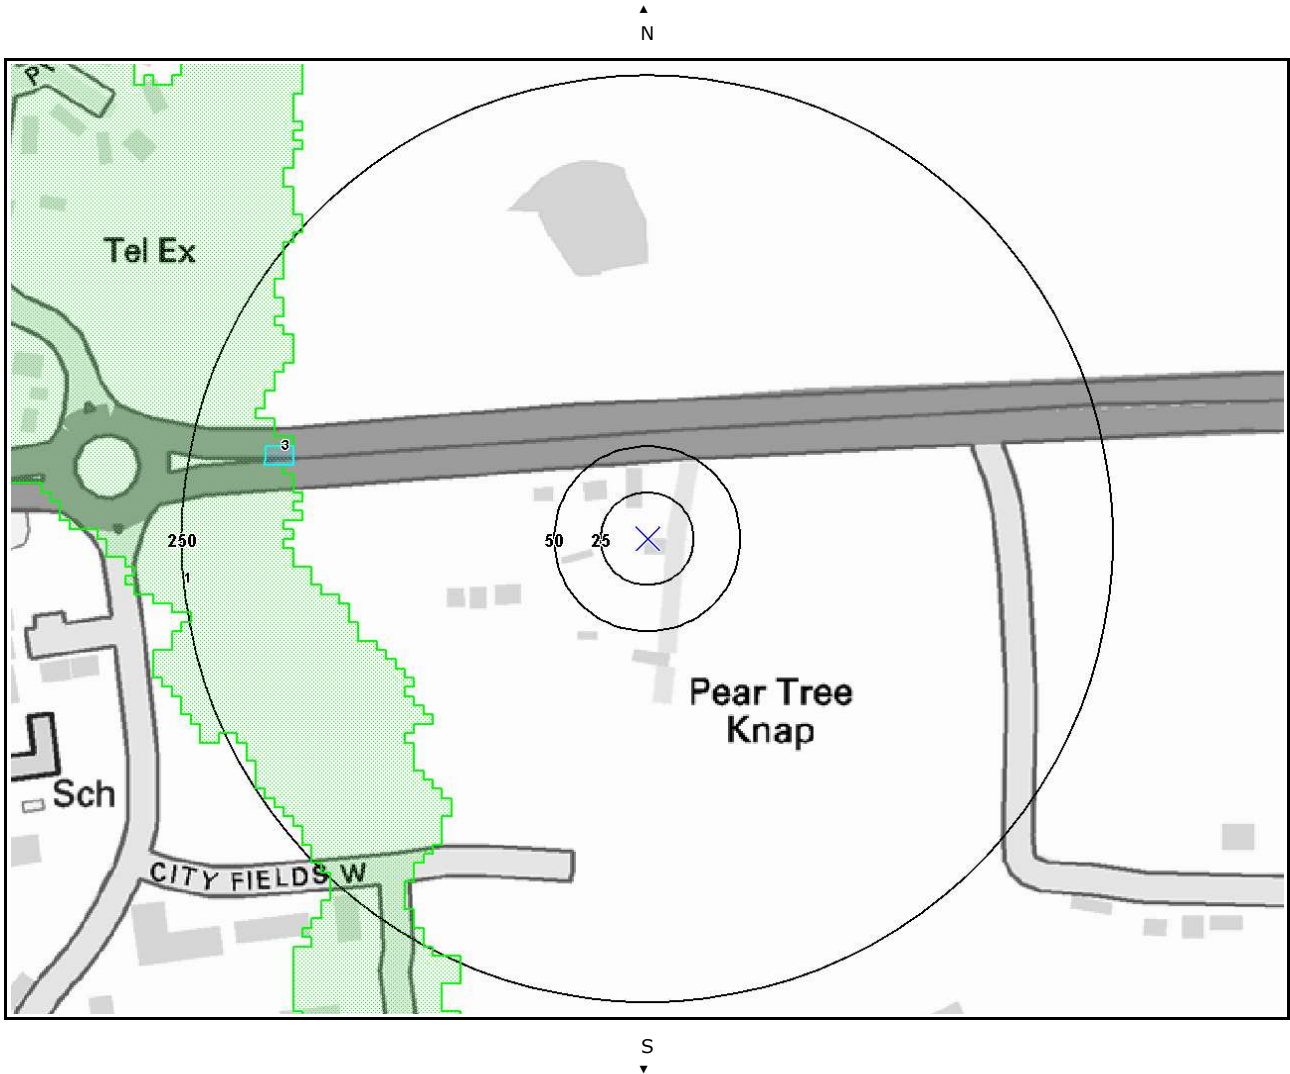 ▲
N
P
Tel Ex
3
250
50
25
1
Pear Tree
Knap
Sch
CITY FIELDS W
S
▼